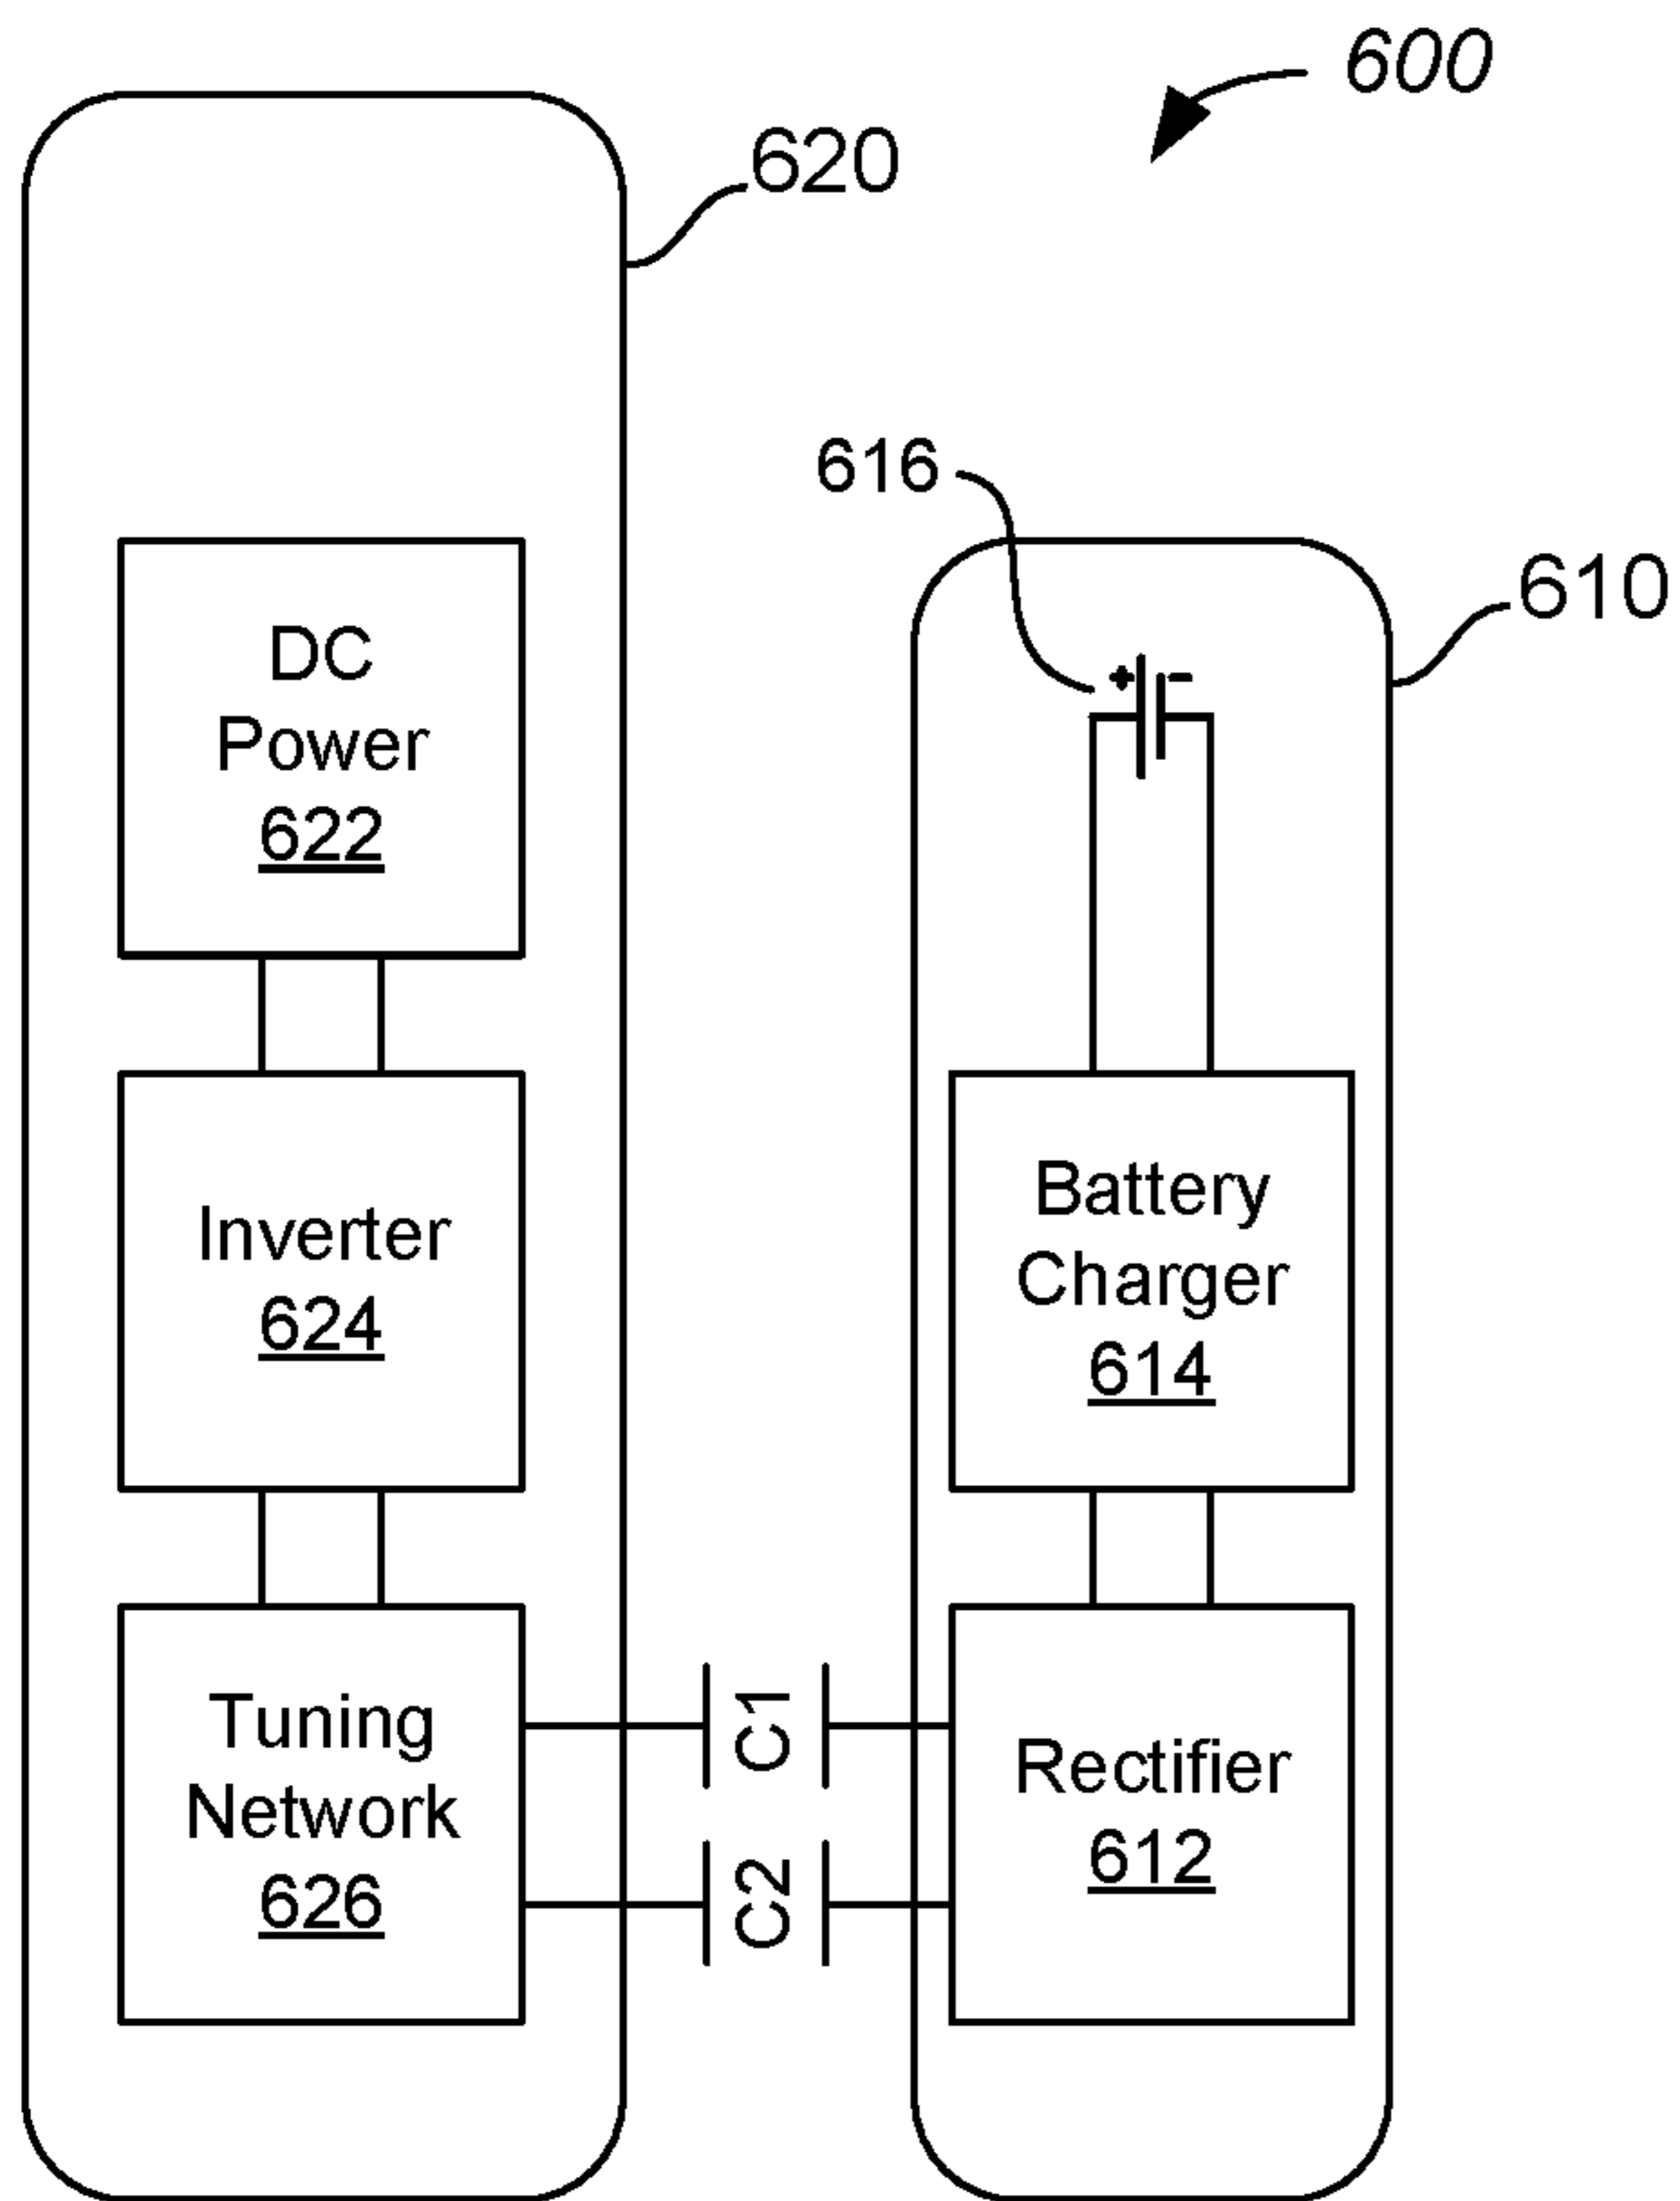 600
620
616
610
DC
Power
622
+ -
Inverter
624
Battery
Charger
614
Tuning
Network
626
C1
C2
Rectifier
612